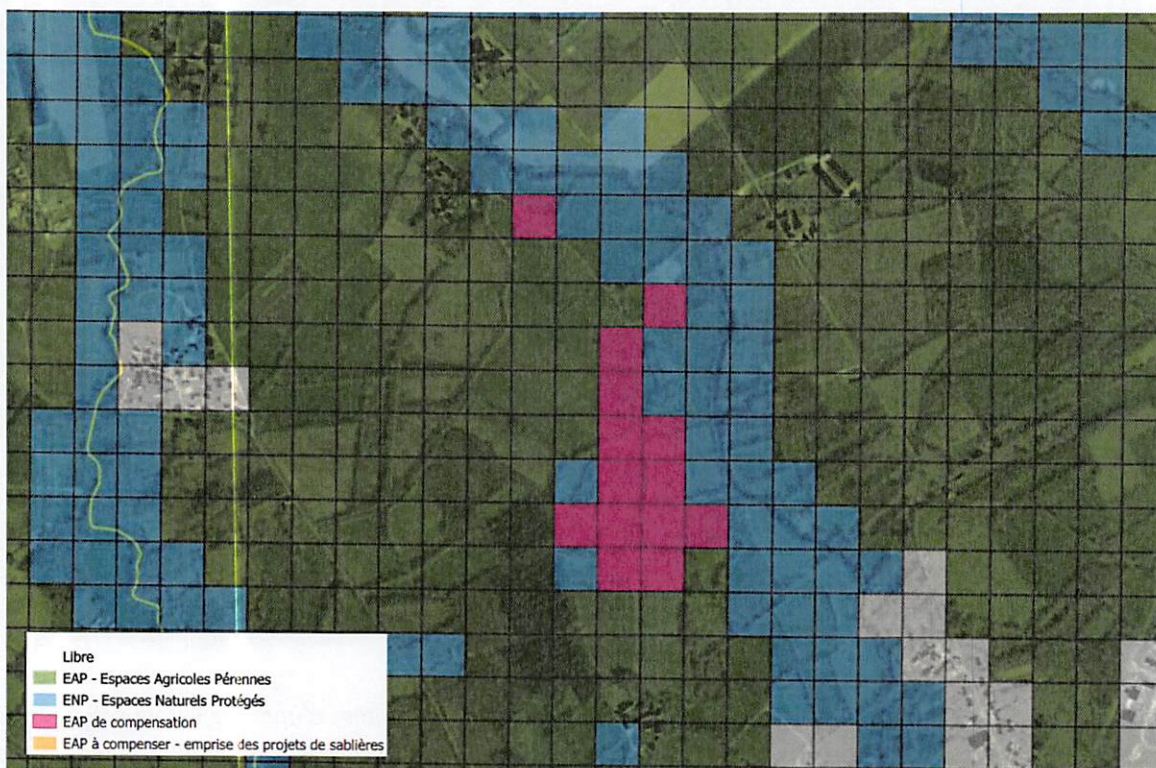 Libre
EAP - Espaces Agricoles Pérennes
ENP - Espaces Naturels Protégés
EAP de compensation
EAP à compenser - emprise des projets de sablières